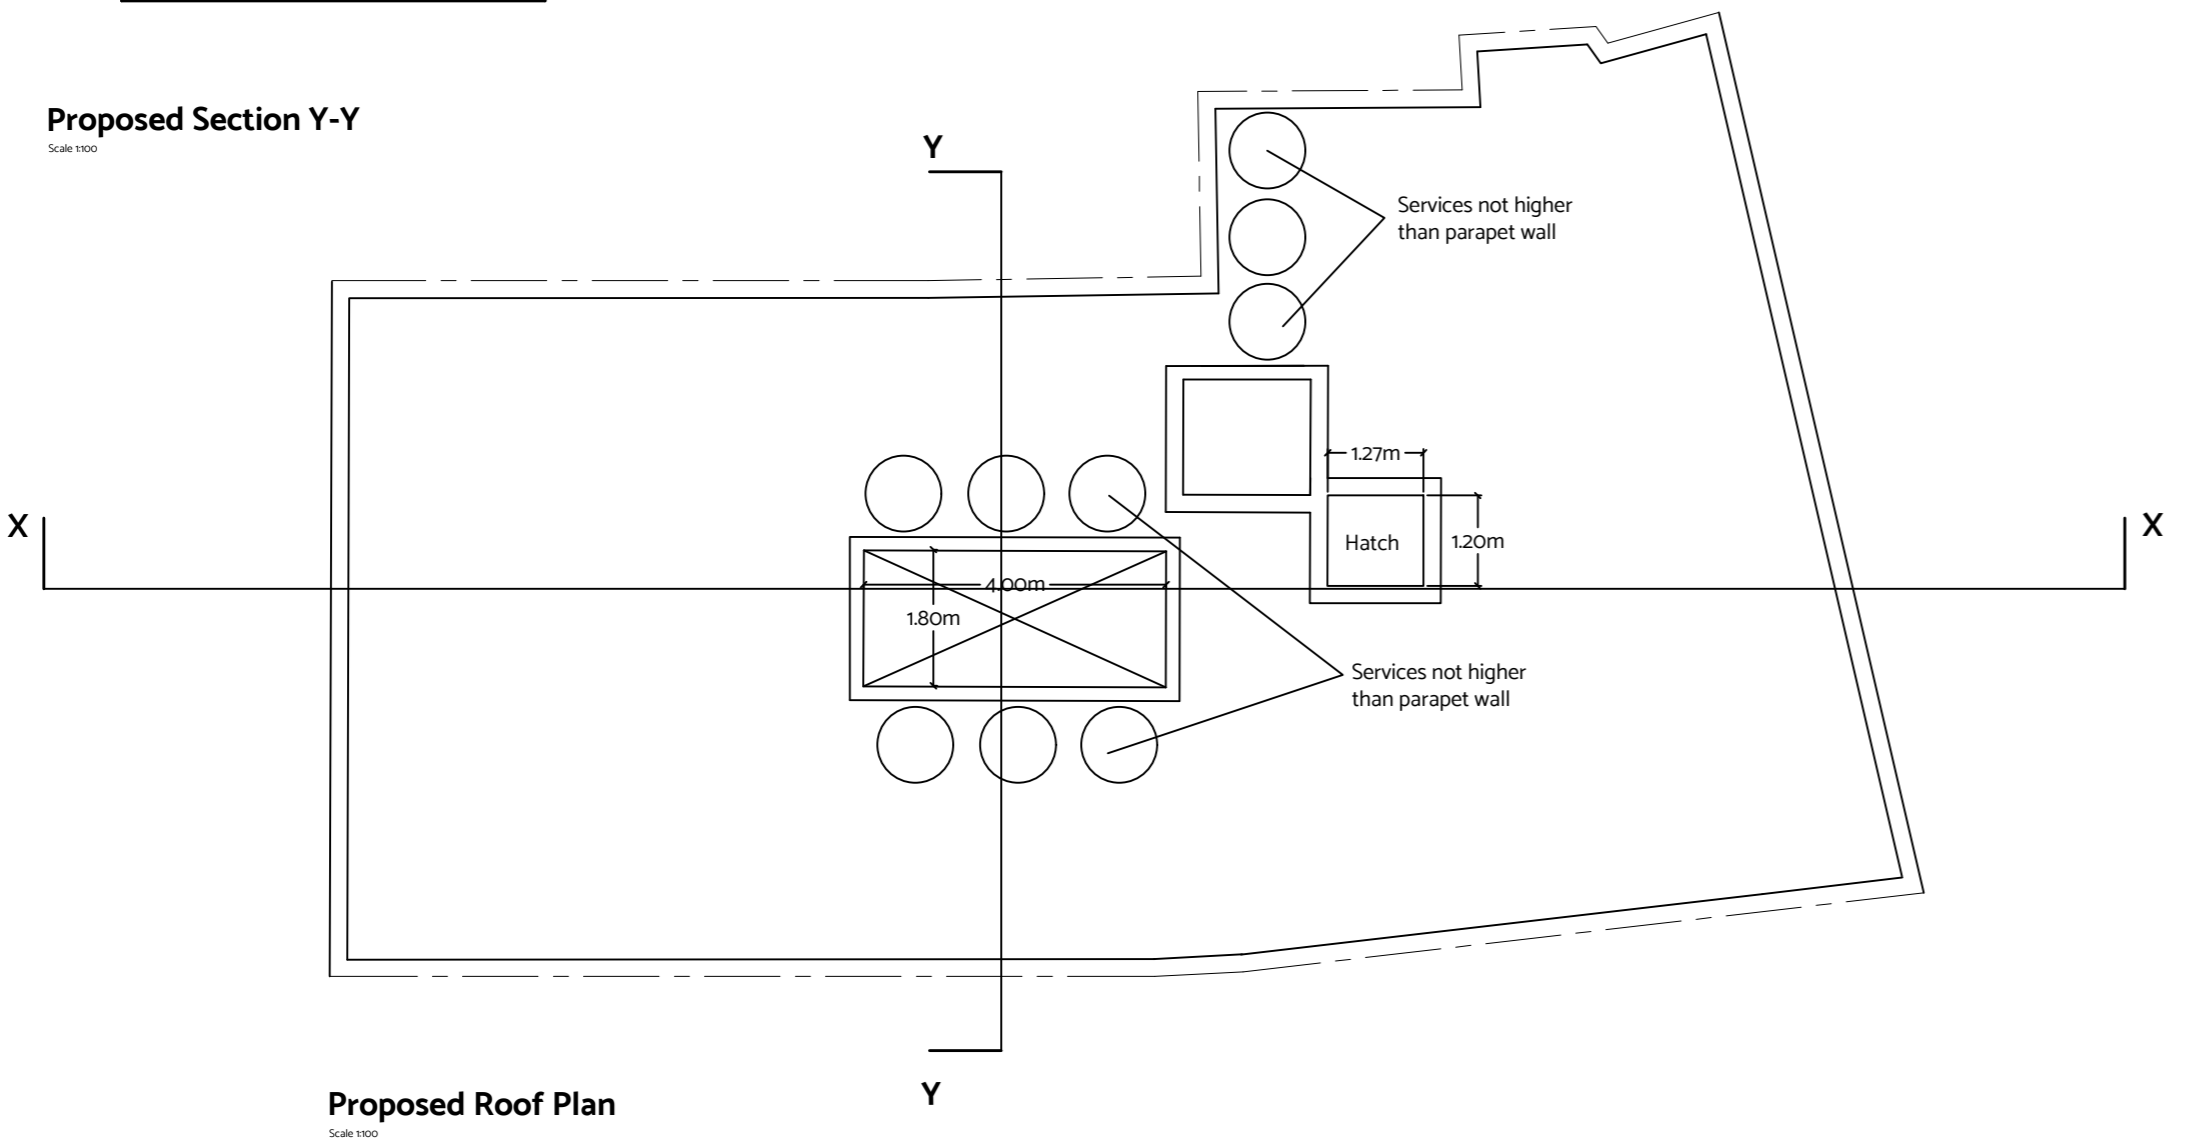 Proposed Section Y-Y
Scale 1:100
Y
Services not higher
than parapet wall
1.27m
X
X
Hatch
1.20m
4.00m
1.80m
Services not higher
than parapet wall
Y
Proposed Roof Plan
Scale 1:100